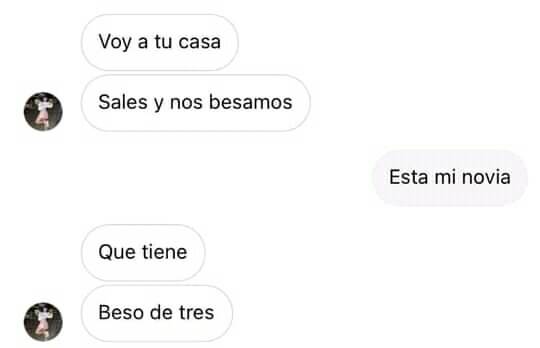 Voy a tu casa
Sales y nos besamos
Esta mi novia
Que tiene
Beso de tres